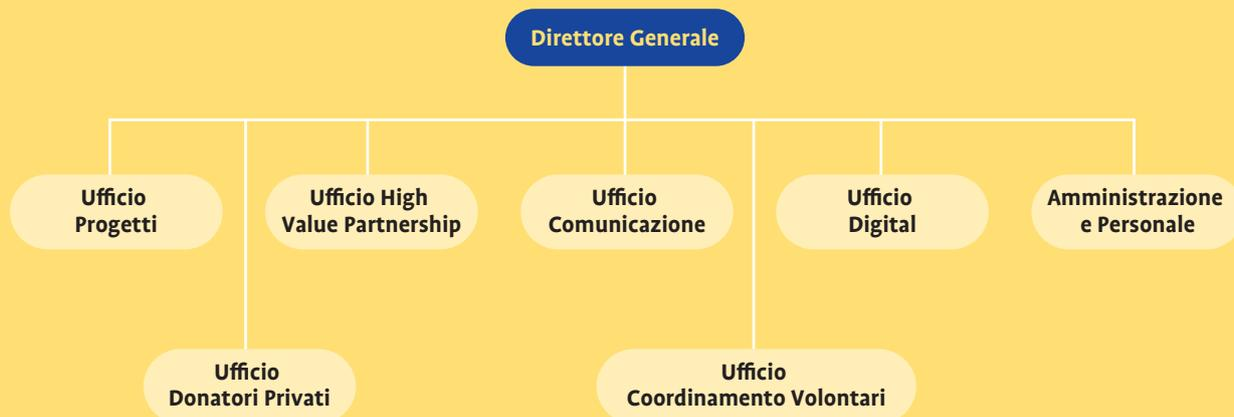 Direttore Generale
Ufficio
Progetti
Ufficio High
Value Partnership
Ufficio
Comunicazione
Ufficio
Digital
Amministrazione
e Personale
Ufficio
Donatori Privati
Ufficio
Coordinamento Volontari